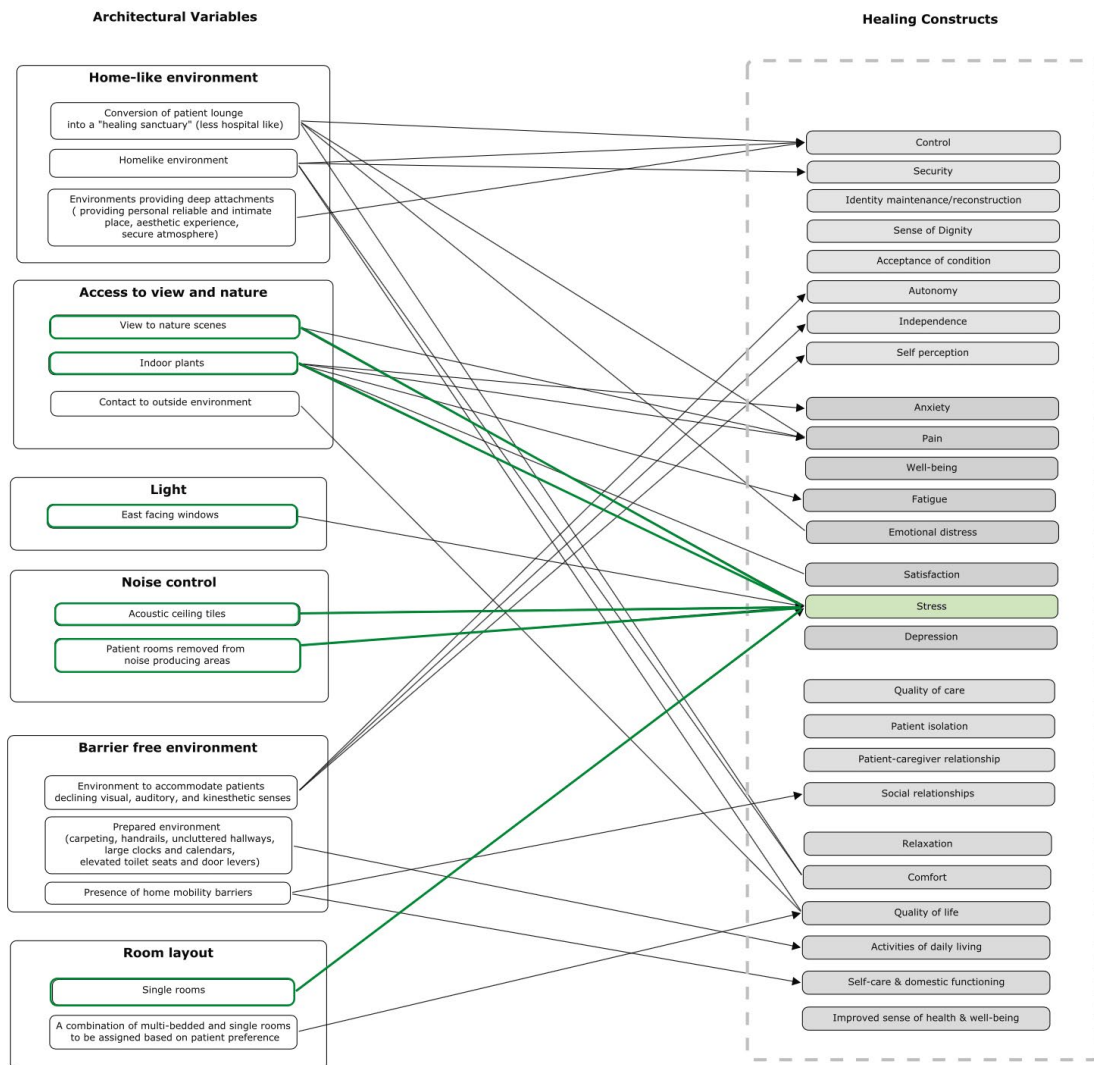 Architectural Variables
Healing Constructs
Home-like environment
Conversion of patient lounge
into a "healing sanctuary" (less hospital like)
Homelike environment
Environments providing deep attachments
( providing personal reliable and intimate
place, aesthetic experience,
secure atmosphere)
Access to view and nature
View to nature scenes
Indoor plants
Contact to outside environment
Light
East facing windows
Noise control
Acoustic ceiling tiles
Patient rooms removed from
noise producing areas
Barrier free environment
Environment to accommodate patients
declining visual, auditory, and kinesthetic senses
Prepared environment
(carpeting, handrails, uncluttered hallways,
large clocks and calendars,
elevated toilet seats and door levers)
Presence of home mobility barriers
Room layout
Single rooms
A combination of multi-bedded and single rooms
to be assigned based on patient preference
Control
Security
Identity maintenance/reconstruction
Sense of Dignity
Acceptance of condition
Autonomy
Independence
Self perception
Anxiety
Pain
Well-being
Fatigue
Emotional distress
Satisfaction
Stress
Depression
Quality of care
Patient isolation
Patient-caregiver relationship
Social relationships
Relaxation
Comfort
Quality of life
Activities of daily living
Self-care & domestic functioning
Improved sense of health & well-being